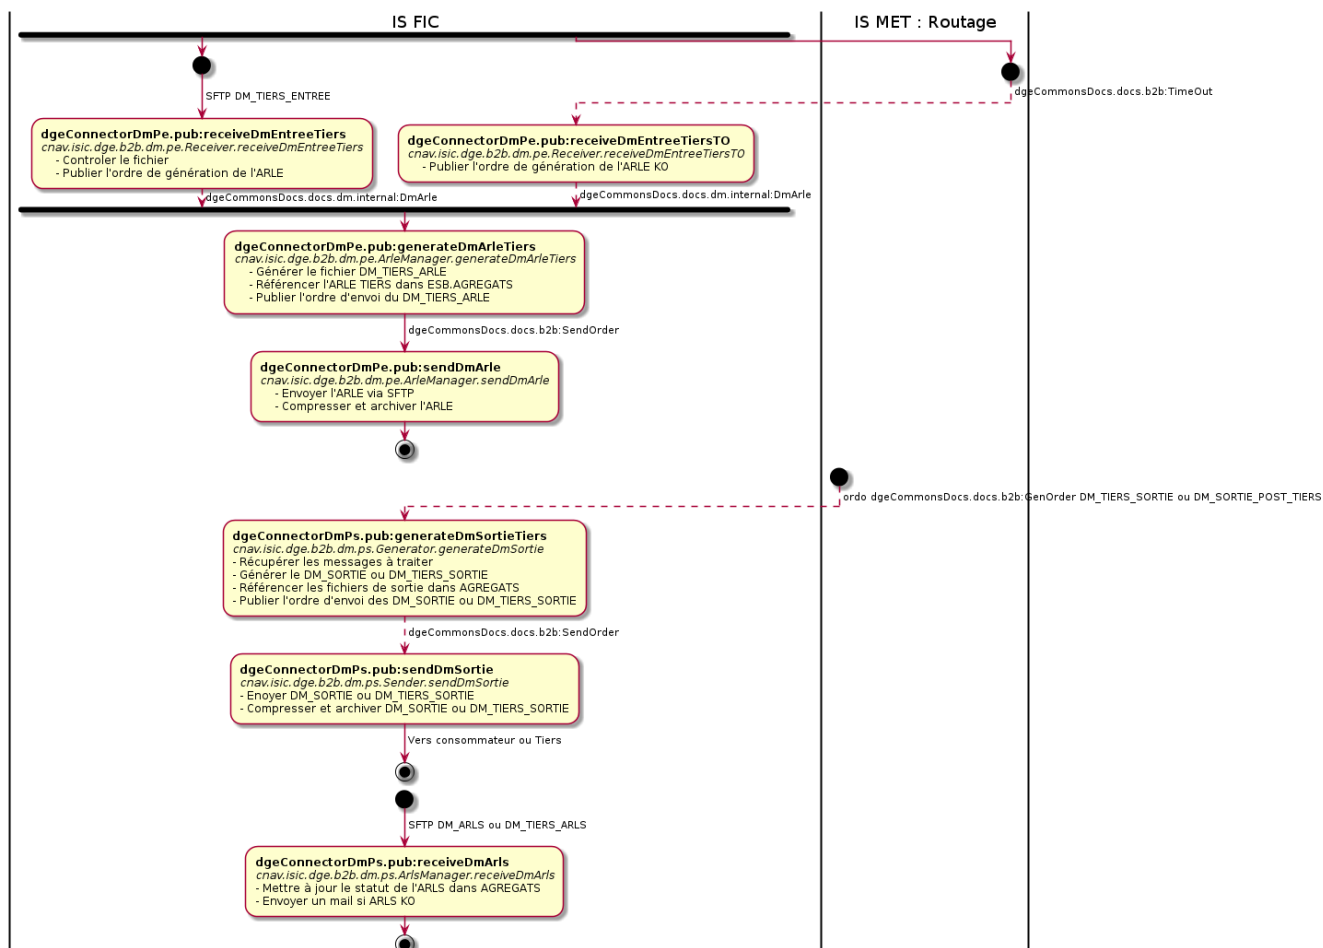 IS FIC
IS MET : Routage
SFTP DM_TIERS_ENTREE
dgeCommonsDocs.docs.b2b:TimeOut
dgeConnectorDmPe.pub:receiveDmEntreeTiers
cnav.isic.dge.b2b.dm.pe.Receiver.receiveDmEntreeTiers
- Controler le fichier
- Publier l'ordre de génération de l'ARLE
dgeConnectorDmPe.pub:receiveDmEntreeTiersTO
cnav.isic.dge.b2b.dm.pe.Receiver.receiveDmEntreeTiersTO
- Publier l'ordre de génération de l'ARLE KO
dgeCommonsDocs.docs.dm.internal:DmArle
dgeCommonsDocs.docs.dm.internal:DmArle
dgeConnectorDmPe.pub:generateDmArleTiers
cnav.isic.dge.b2b.dm.pe.ArleManager.generateDmArleTiers
- Générer le fichier DM_TIERS_ARLE
- Référencer l'ARLE TIERS dans ESB.AGREGATS
- Publier l'ordre d'envoi du DM_TIERS_ARLE
dgeCommonsDocs.docs.b2b:SendOrder
dgeConnectorDmPe.pub:sendDmArle
cnav.isic.dge.b2b.dm.pe.ArleManager.sendDmArle
- Envoyer l'ARLE via SFTP
- Compresser et archiver l'ARLE
ordo dgeCommonsDocs.docs.b2b:GenOrder DM_TIERS_SORTIE ou DM_SORTIE_POST_TIERS
dgeConnectorDmPs.pub:generateDmSortieTiers
cnav.isic.dge.b2b.dm.ps.Generator.generateDmSortie
- Récupérer les messages à traiter
- Générer le DM_SORTIE ou DM_TIERS_SORTIE
- Référencer les fichiers de sortie dans AGREGATS
- Publier l'ordre d'envoi des DM_SORTIE ou DM_TIERS_SORTIE
dgeCommonsDocs.docs.b2b:SendOrder
dgeConnectorDmPs.pub:sendDmSortie
cnav.isic.dge.b2b.dm.ps.Sender.sendDmSortie
- Enoyer DM_SORTIE ou DM_TIERS_SORTIE
- Compresser et archiver DM_SORTIE ou DM_TIERS_SORTIE
Vers consommateur ou Tiers
SFTP DM_ARLS ou DM_TIERS_ARLS
dgeConnectorDmPs.pub:receiveDmArls
cnav.isic.dge.b2b.dm.ps.ArlsManager.receiveDmArls
- Mettre à jour le statut de l'ARLS dans AGREGATS
- Envoyer un mail si ARLS KO